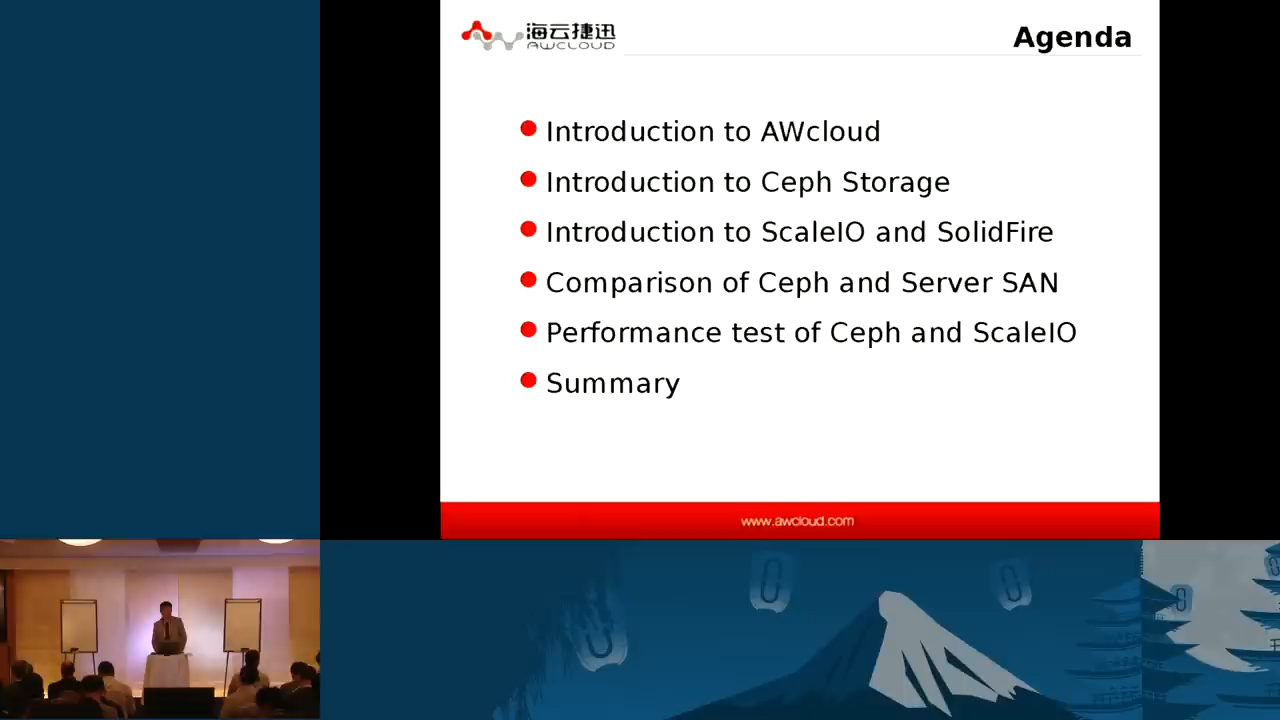 海云捷迅
AWCLOUD
Agenda
Introduction to AWcloud
Introduction to Ceph Storage
Introduction to ScaleIO and SolidFire
Comparison of Ceph and Server SAN
Performance test of Ceph and ScaleIO
Summary
www.awcloud.com